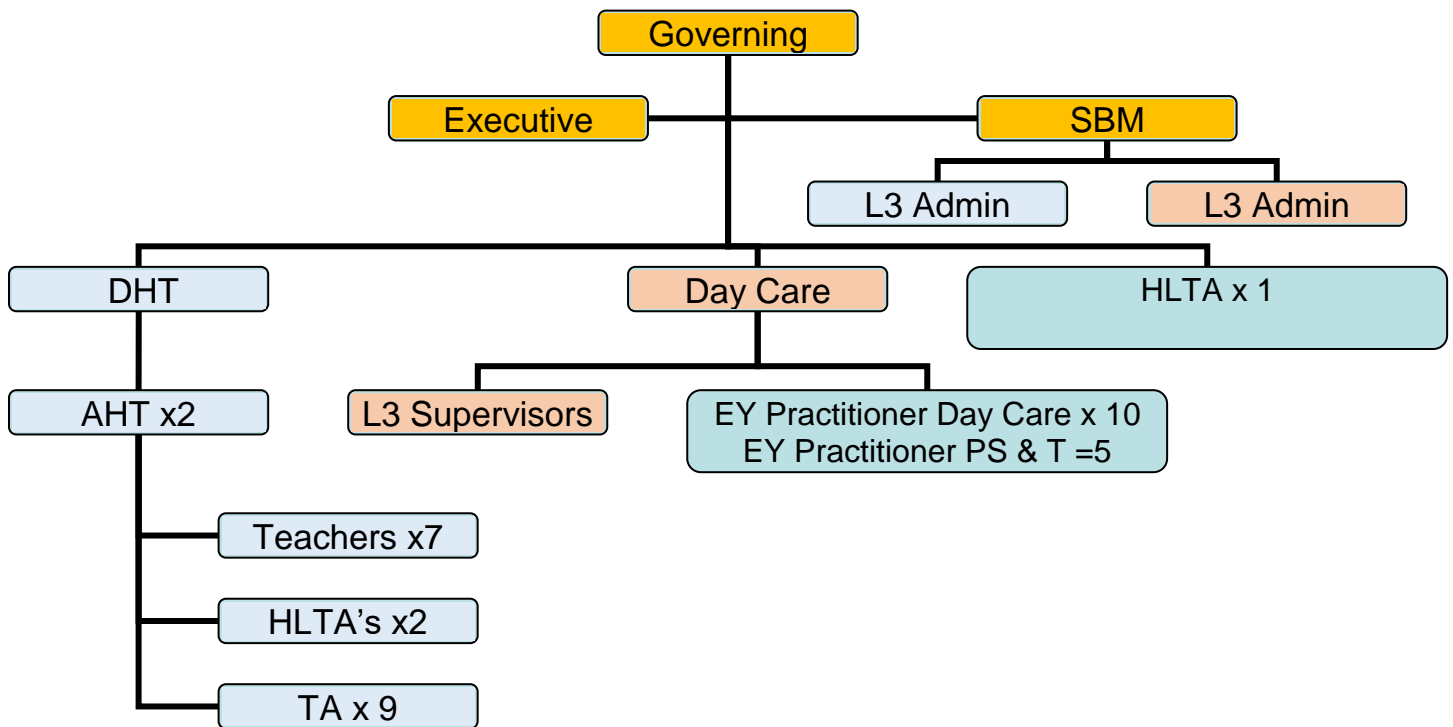 Governing
Executive
SBM
L3 Admin
L3 Admin
DHT
Day Care
HLTA x 1
AHT x2
L3 Supervisors
EY Practitioner Day Care x 10
EY Practitioner PS & T =5
Teachers x7
HLTA’s x2
TA x 9